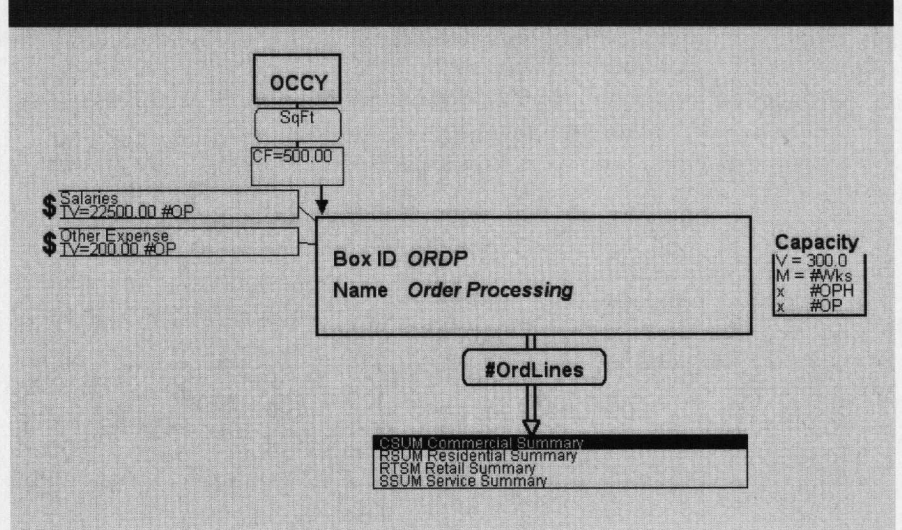 OCCY
SqFt
CF=500.00
$ Salaries
TV=22500.00 #OP
$ Other Expense
TV=200.00 #OP
Box ID ORDP
Name Order Processing
Capacity
V = 300.0
M = #Wks
x #OPH
x #OP
#OrdLines
CSUM Commercial Summary
RSUM Residential Summary
RTSM Retail Summary
SSUM Service Summary